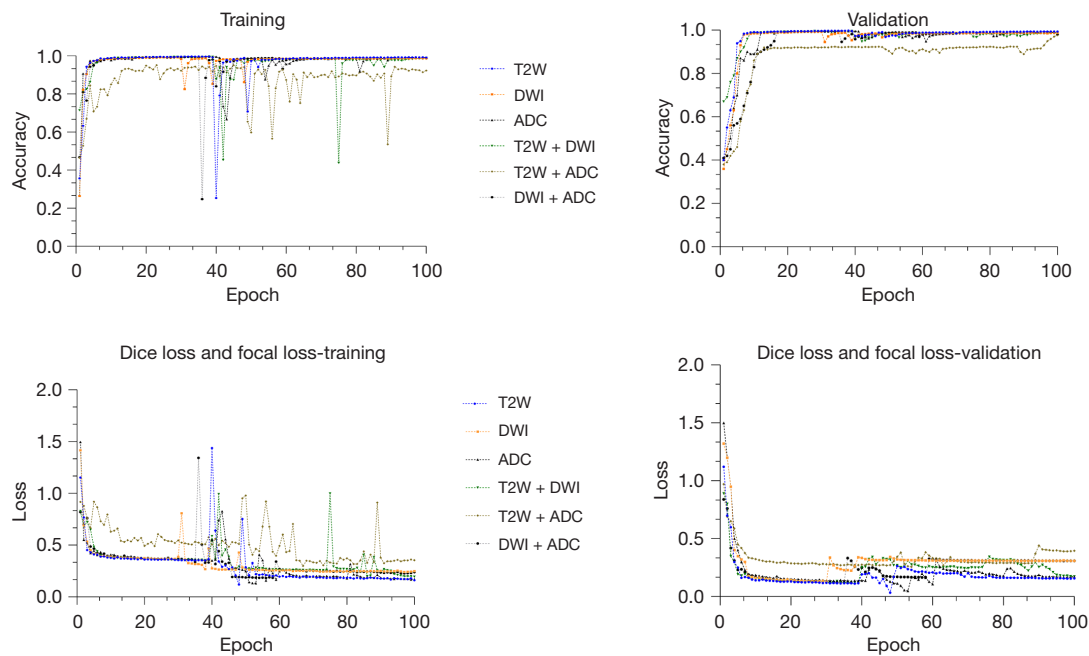 Training
Accuracy
1.0
0.8
0.6
0.4
0.2
0.0
0 20 40 60 80 100
Epoch
T2W
DWI
ADC
T2W + DWI
T2W + ADC
DWI + ADC
Validation
Accuracy
1.0
0.8
0.6
0.4
0.2
0.0
0 20 40 60 80 100
Epoch
Dice loss and focal loss-training
Loss
2.0
1.5
1.0
0.5
0.0
0 20 40 60 80 100
Epoch
T2W
DWI
ADC
T2W + DWI
T2W + ADC
DWI + ADC
Dice loss and focal loss-validation
Loss
2.0
1.5
1.0
0.5
0.0
0 20 40 60 80 100
Epoch